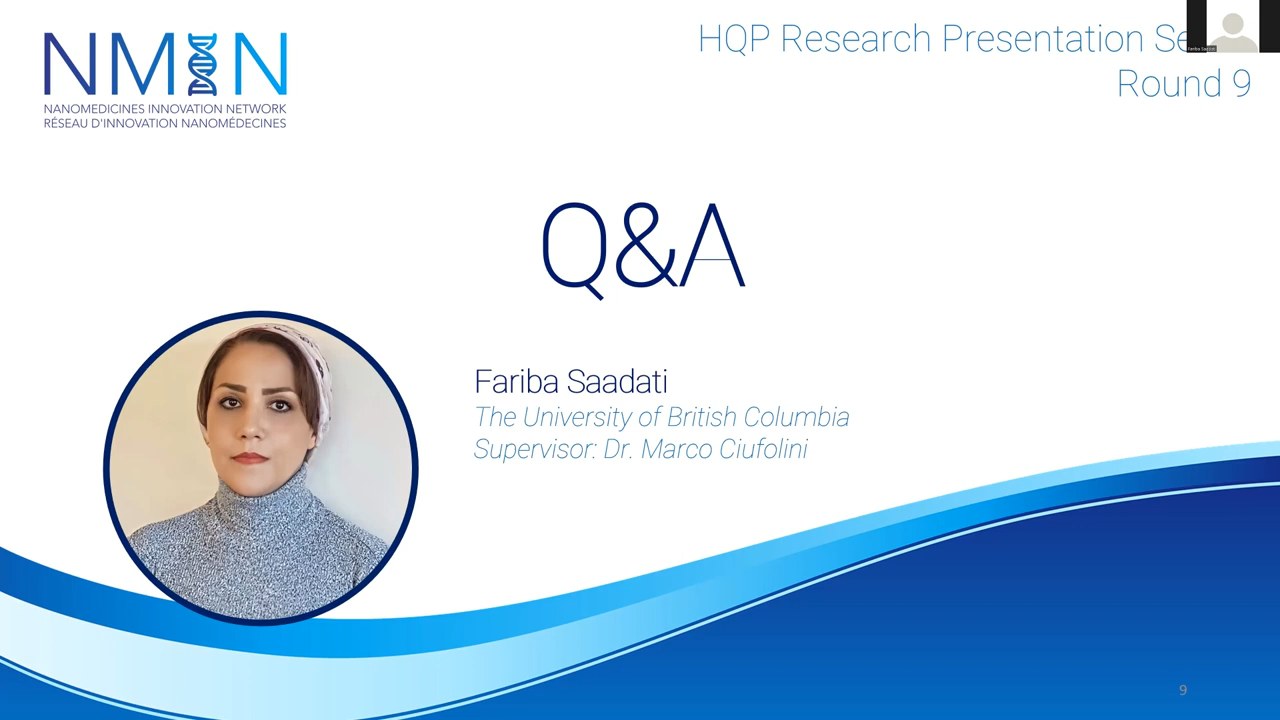 NMIN
NANOMEDICINES INNOVATION NETWORK
RÉSEAU D'INNOVATION NANOMÉDECINES
HQP Research Presentation Se
Round 9
Q&A
Fariba Saadati
The University of British Columbia
Supervisor: Dr. Marco Ciufolini
9